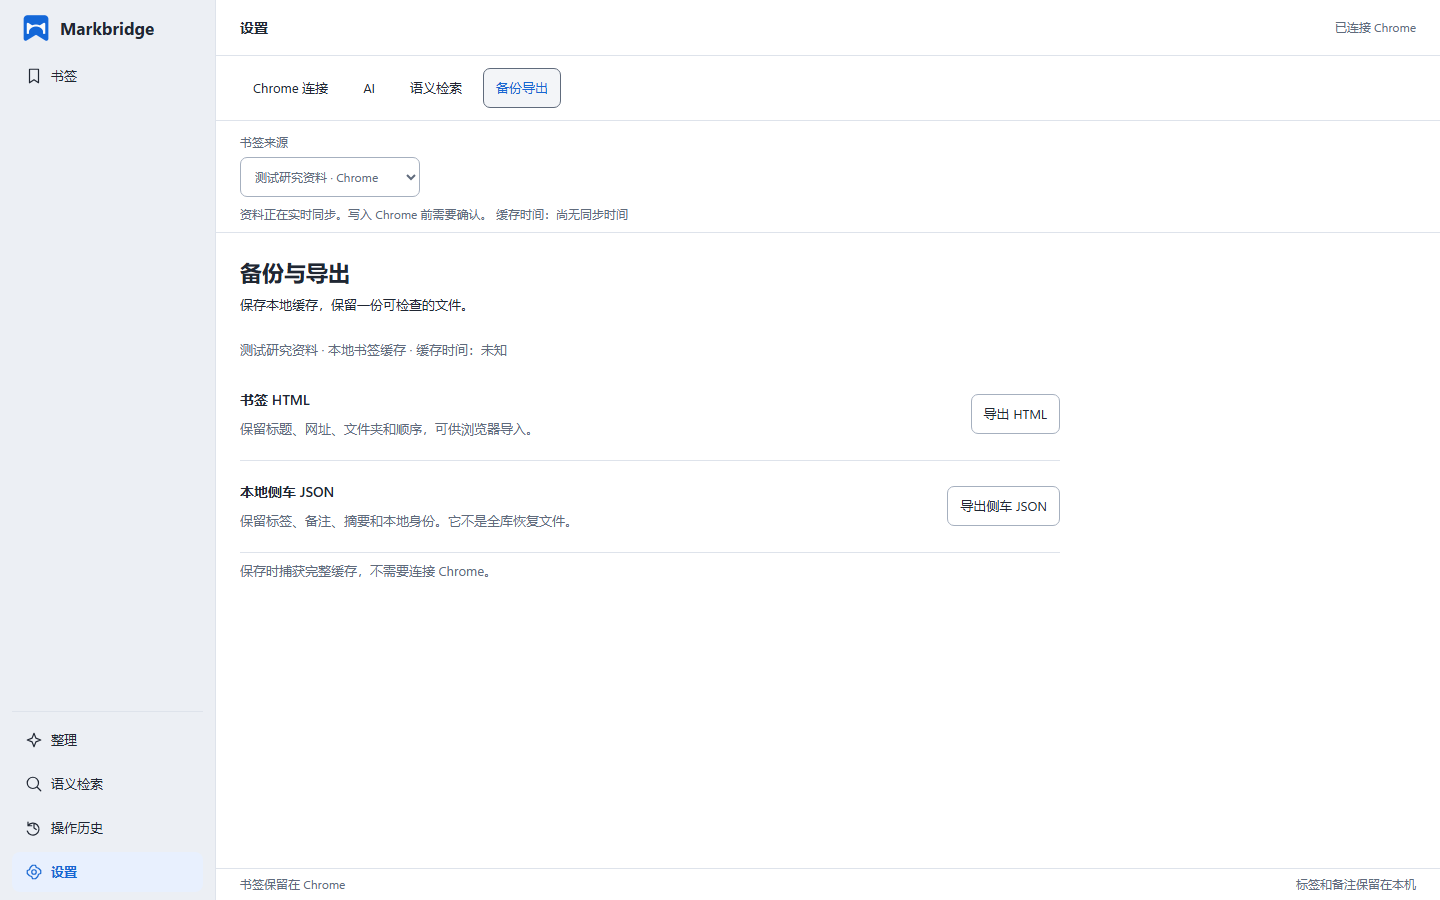 Markbridge
书签
整理
语义检索
操作历史
设置
设置
已连接 Chrome
Chrome 连接
AI
语义检索
备份导出
书签来源
测试研究资料 · Chrome
资料正在实时同步。写入 Chrome 前需要确认。 缓存时间：尚无同步时间
备份与导出
保存本地缓存，保留一份可检查的文件。
测试研究资料 · 本地书签缓存 · 缓存时间：未知
书签 HTML
保留标题、网址、文件夹和顺序，可供浏览器导入。
导出 HTML
本地侧车 JSON
保留标签、备注、摘要和本地身份。它不是全库恢复文件。
导出侧车 JSON
保存时捕获完整缓存，不需要连接 Chrome。
书签保留在 Chrome
标签和备注保留在本机